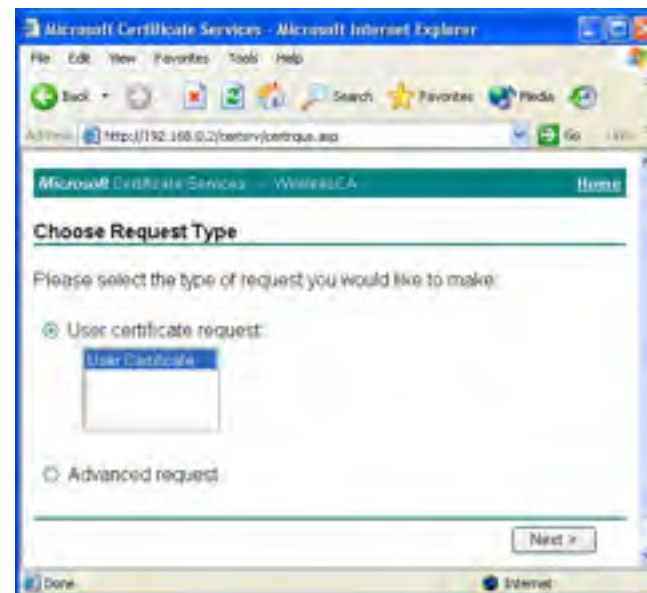 Microsoft Certificate Services - Microsoft Internet Explorer
File Edit View Favorites Tools Help
Back Search Favorites Media
Address http://192.168.0.2/certsrv/certrqus.asp Go
Microsoft Certificate Services -- WirelessCA Home
Choose Request Type
Please select the type of request you would like to make:
User certificate request:
User Certificate
Advanced request
Next >
Done Internet